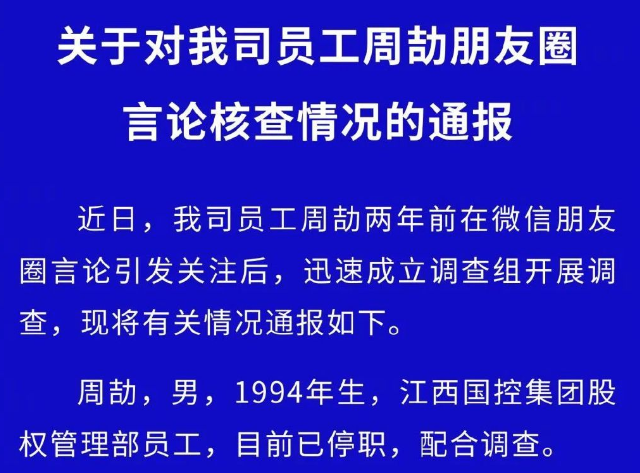 关于对我司员工周劼朋友圈
言论核查情况的通报
近日，我司员工周劼两年前在微信朋友
圈言论引发关注后，迅速成立调查组开展调
查，现将有关情况通报如下。
周劼，男，1994年生，江西国控集团股
权管理部员工，目前已停职，配合调查。